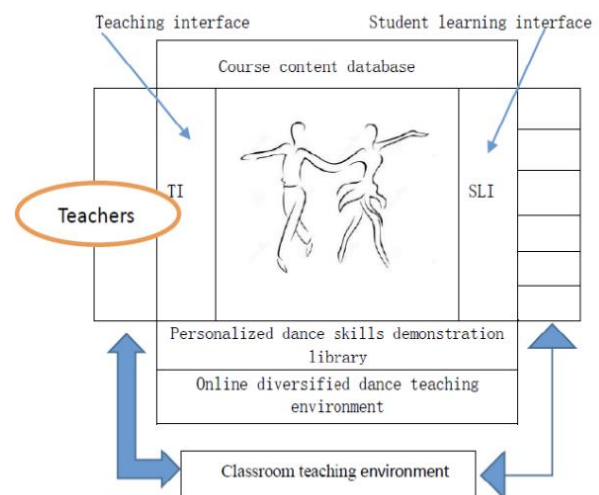 Teaching interface
Student learning interface
Course content database
TI
SLI
Teachers
Personalized dance skills demonstration
library
Online diversified dance teaching
environment
Classroom teaching environment